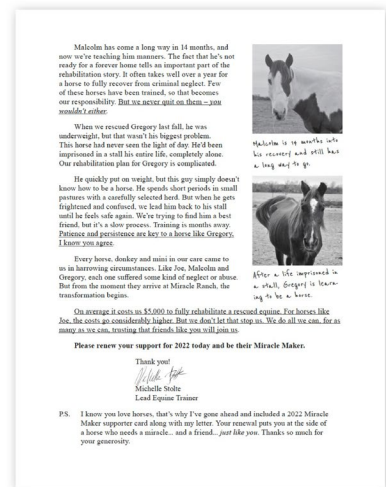 Malcolm has come a long way in 14 months, and
now we're teaching him manners. The fact that he's not
ready for a forever home tells an important part of the
rehabilitation story. It often takes well over a year for
a horse to fully recover from criminal neglect. Few
of these horses have been trained, so that becomes
our responsibility. But we never quit on them – you
wouldn't either.
When we rescued Gregory last fall, he was
underweight, but that wasn't his biggest problem.
This horse had never seen the light of day. He'd been
imprisoned in a stall his entire life, completely alone.
Our rehabilitation plan for Gregory is complicated.
He quickly put on weight, but this guy simply doesn't
know how to be a horse. He spends short periods in small
pastures with a carefully selected herd. But when he gets
frightened and confused, we lead him back to his stall
until he feels safe again. We're trying to find him a best
friend, but it's a slow process. Training is months away.
Patience and persistence are key to a horse like Gregory.
I know you agree.
Every horse, donkey and mini in our care came to
us in harrowing circumstances. Like Joe, Malcolm and
Gregory, each one suffered some kind of neglect or abuse.
But from the moment they arrive at Miracle Ranch, the
transformation begins.
Malcolm is 14 months into
his recovery and still has
a long way to go.
After a life imprisoned in
a stall, Gregory is learn-
ing to be a horse.
On average it costs us $5,000 to fully rehabilitate a rescued equine. For horses like
Joe, the costs go considerably higher. But we don't let that stop us. We do all we can, for as
many as we can, trusting that friends like you will join us.
Please renew your support for 2022 today and be their Miracle Maker.
Thank you!
Michelle Stolte
Lead Equine Trainer
P.S. I know you love horses, that's why I've gone ahead and included a 2022 Miracle
Maker supporter card along with my letter. Your renewal puts you at the side of
a horse who needs a miracle... and a friend... just like you. Thanks so much for
your generosity.